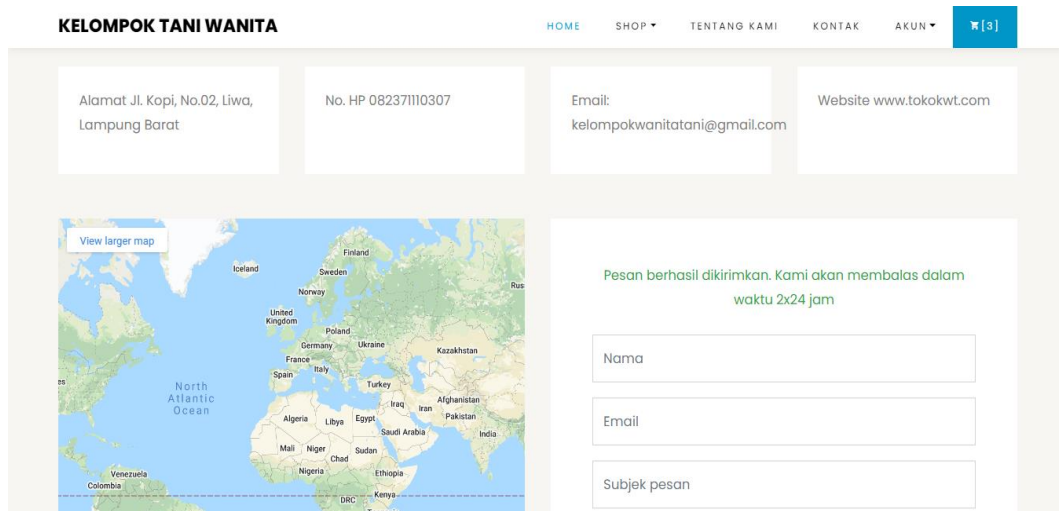 KELOMPOK TANI WANITA
HOME SHOP TENTANG KAMI KONTAK AKUN [3]
Alamat Jl. Kopi, No.02, Liwa,
Lampung Barat
No. HP 082371110307
Email:
kelompokwanitatani@gmail.com
Website www.tokokwt.com
View larger map
Iceland
Finland
Sweden
Norway
Rus
United
Kingdom
Poland
Germany
Ukraine
Kazakhstan
France
Italy
Spain
Turkey
es
North
Atlantic
Ocean
Iraq
Iran
Afghanistan
Pakistan
Algeria
Libya
Egypt
Saudi Arabia
India
Mali
Niger
Chad
Sudan
Nigeria
Ethiopia
Venezuela
Colombia
DRC
Kenya
Pesan berhasil dikirimkan. Kami akan membalas dalam
waktu 2x24 jam
Nama
Email
Subjek pesan